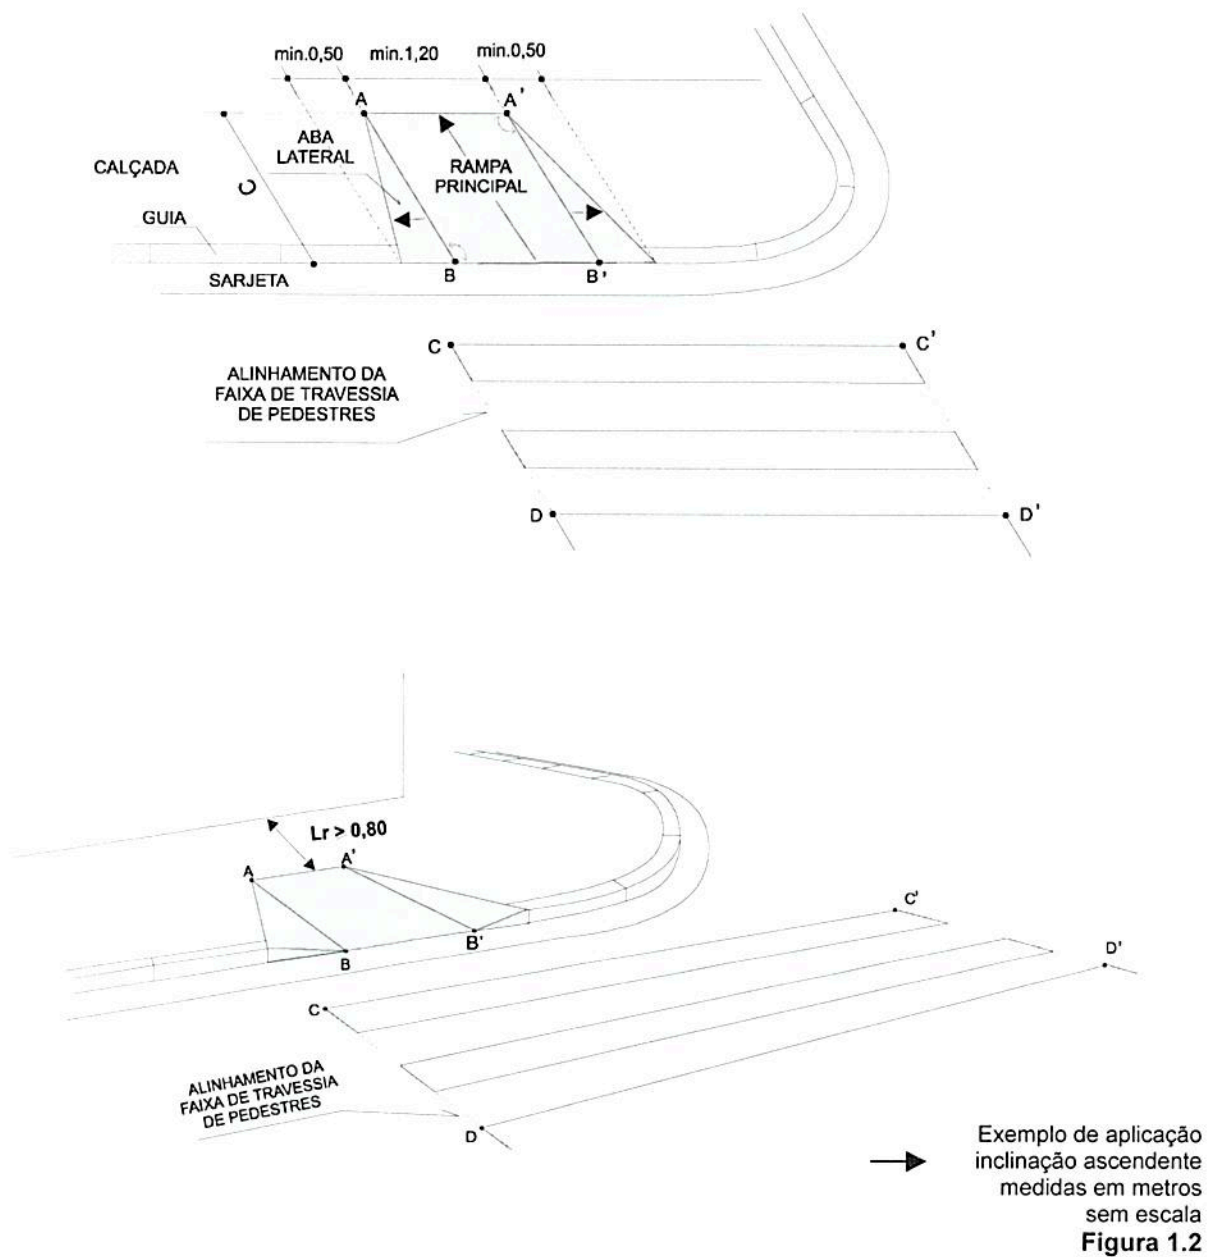 min.0,50
min.1,20
min.0,50
A
A'
ABA
LATERAL
RAMPA
PRINCIPAL
CALÇADA
C
GUIA
SARJETA
B
B'
C
C'
ALINHAMENTO DA
FAIXA DE TRAVESSIA
DE PEDESTRES
D
D'
Lr > 0,80
A
A'
B
B'
C'
D'
C
ALINHAMENTO DA
FAIXA DE TRAVESSIA
DE PEDESTRES
D
Exemplo de aplicação
inclinação ascendente
medidas em metros
sem escala
Figura 1.2